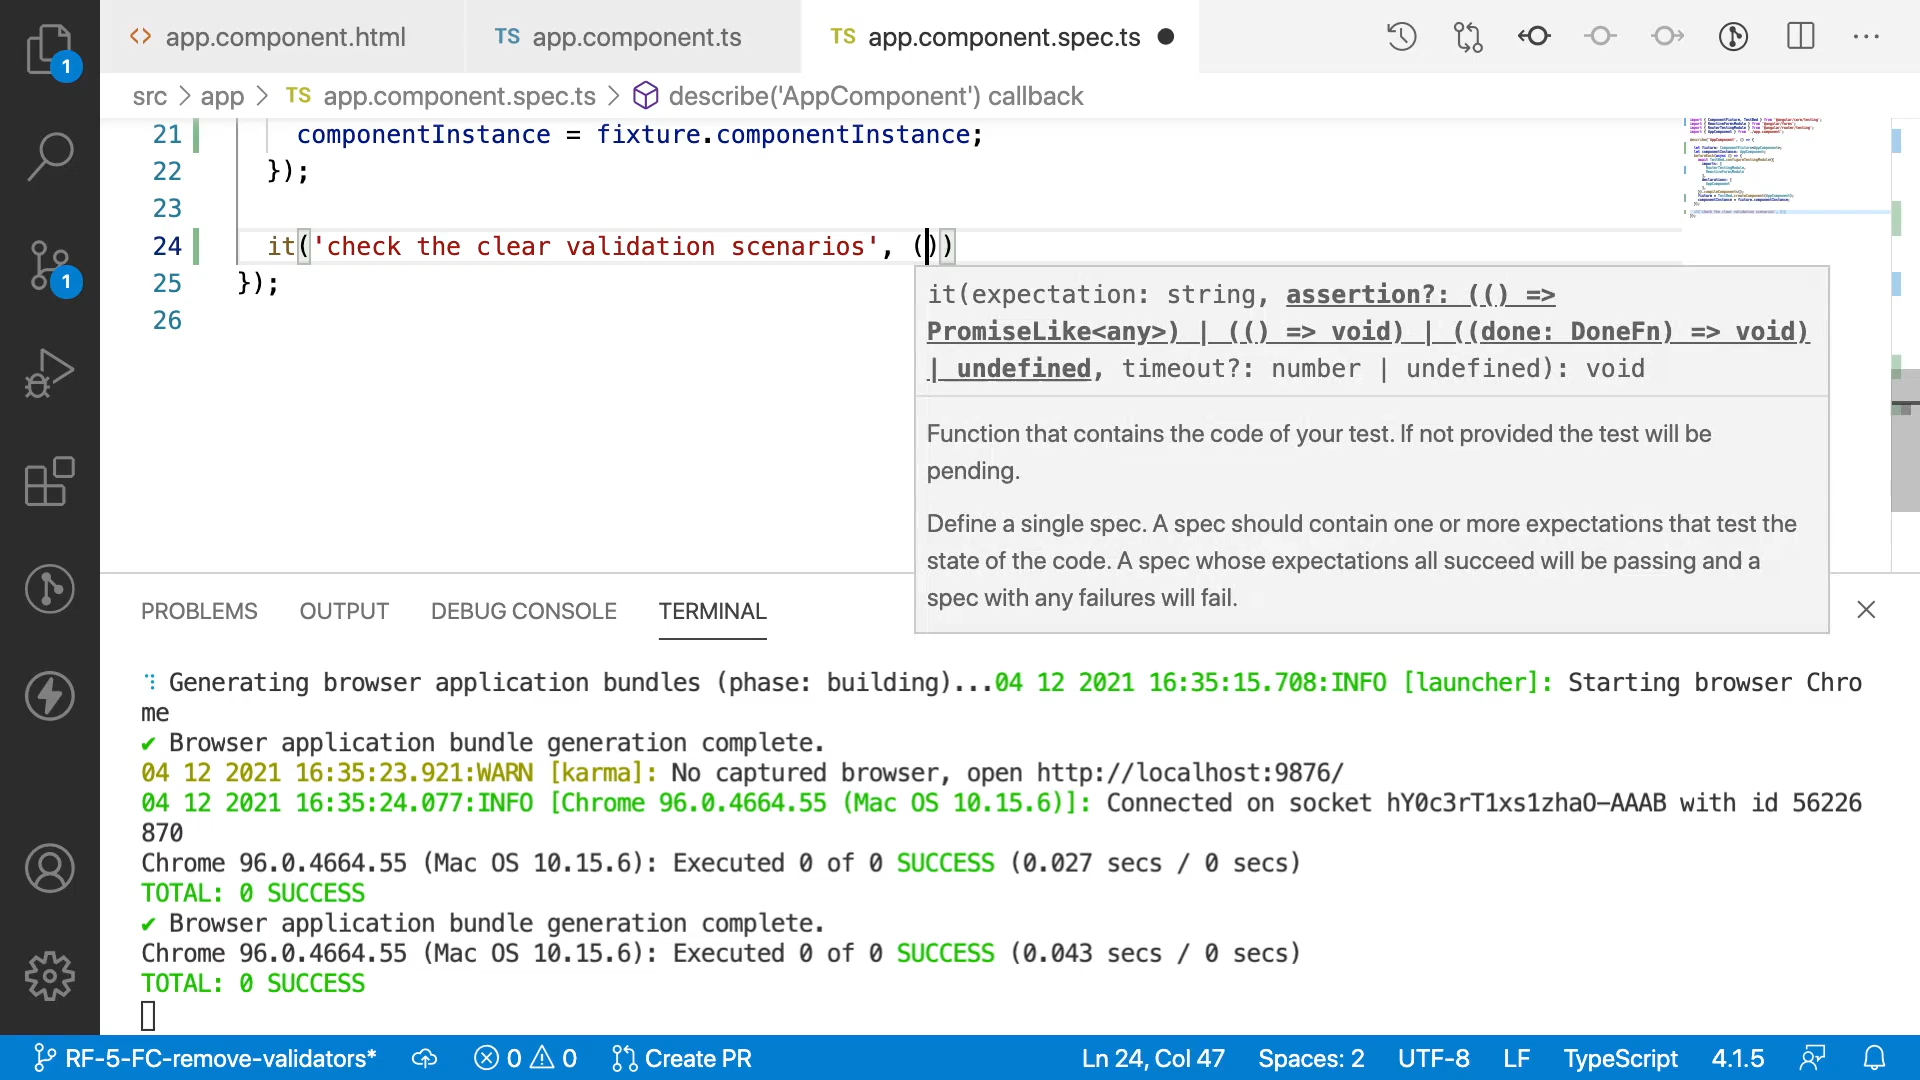 <> app.component.html
TS app.component.ts
TS app.component.spec.ts
src > app > TS app.component.spec.ts > describe('AppComponent') callback
1
1
21 componentInstance = fixture.componentInstance;
22 });
23
24 it('check the clear validation scenarios', ())
25 });
26
it(expectation: string, assertion?: (() =>
PromiseLike<any>) | (() => void) | ((done: DoneFn) => void)
| undefined, timeout?: number | undefined): void
Function that contains the code of your test. If not provided the test will be
pending.
Define a single spec. A spec should contain one or more expectations that test the
state of the code. A spec whose expectations all succeed will be passing and a
spec with any failures will fail.
PROBLEMS OUTPUT DEBUG CONSOLE TERMINAL
Generating browser application bundles (phase: building)...04 12 2021 16:35:15.708:INFO [launcher]: Starting browser Chro
me
✔ Browser application bundle generation complete.
04 12 2021 16:35:23.921:WARN [karma]: No captured browser, open http://localhost:9876/
04 12 2021 16:35:24.077:INFO [Chrome 96.0.4664.55 (Mac OS 10.15.6)]: Connected on socket hY0c3rT1xs1zhaO-AAAB with id 56226
870
Chrome 96.0.4664.55 (Mac OS 10.15.6): Executed 0 of 0 SUCCESS (0.027 secs / 0 secs)
TOTAL: 0 SUCCESS
✔ Browser application bundle generation complete.
Chrome 96.0.4664.55 (Mac OS 10.15.6): Executed 0 of 0 SUCCESS (0.043 secs / 0 secs)
TOTAL: 0 SUCCESS
RF-5-FC-remove-validators* 0 0 Create PR Ln 24, Col 47 Spaces: 2 UTF-8 LF TypeScript 4.1.5